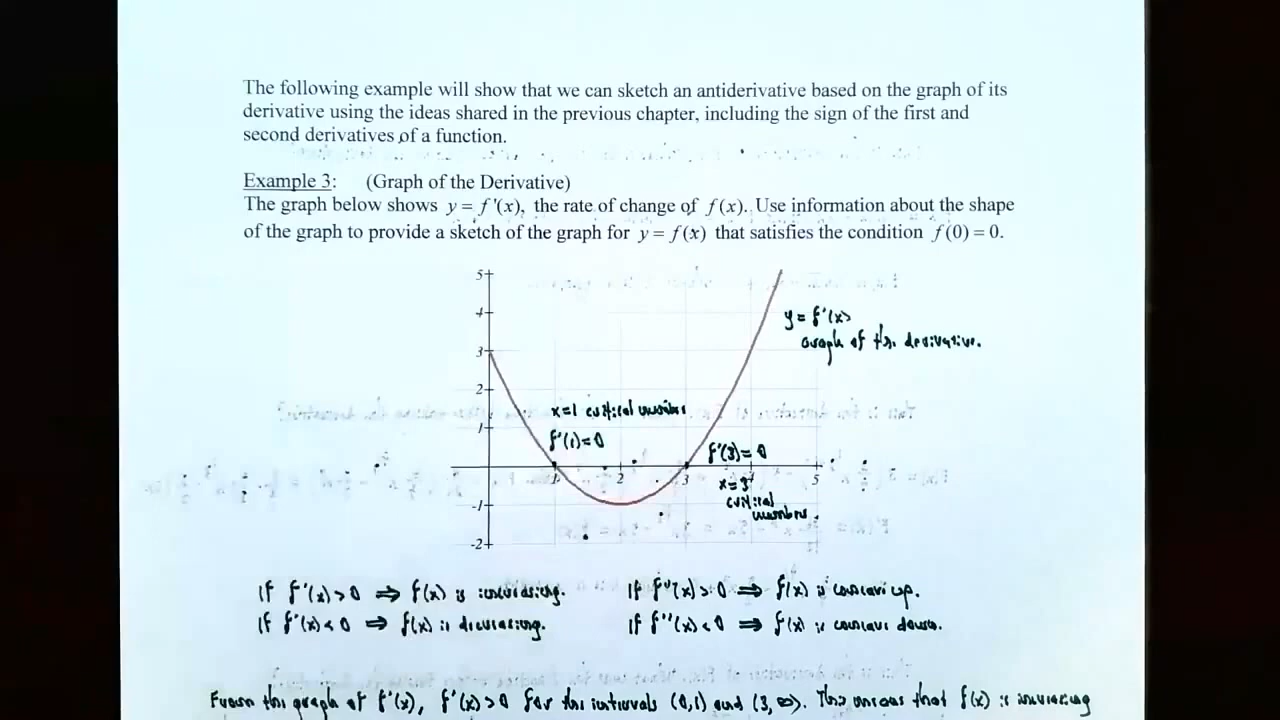 The following example will show that we can sketch an antiderivative based on the graph of its
derivative using the ideas shared in the previous chapter, including the sign of the first and
second derivatives of a function.
Example 3: (Graph of the Derivative)
The graph below shows y = f '(x), the rate of change of f(x). Use information about the shape
of the graph to provide a sketch of the graph for y = f(x) that satisfies the condition f(0) = 0.
5
4
y = f'(x)
Graph of the derivative.
3
2
x=1 critical number
1
f'(1)=0
f'(3)=0
1 2 3 4 5
x=3
critical
number.
-1
-2
If f'(x)>0 ⇒ f(x) is increasing. If f''(x)>0 ⇒ f(x) is concave up.
If f'(x)<0 ⇒ f(x) is decreasing. If f''(x)<0 ⇒ f(x) is concave down.
From the graph of f'(x), f'(x)>0 for the intervals (0,1) and (3,∞). This means that f(x) is increasing